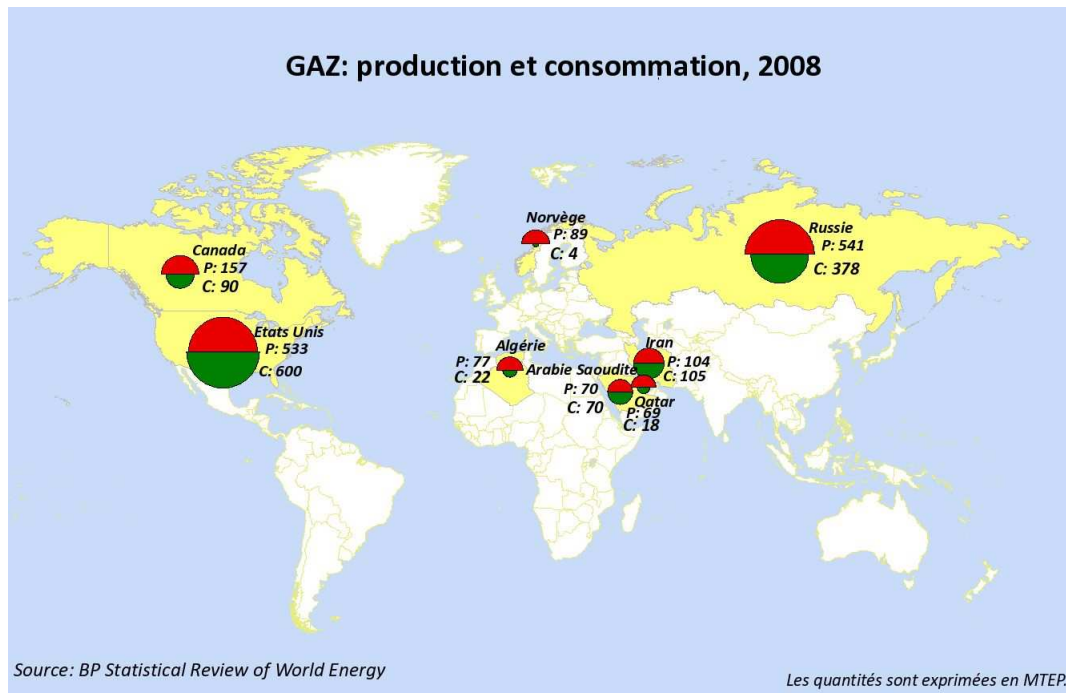 GAZ: production et consommation, 2008
Norvège
P: 89
C: 4
Russie
P: 541
C: 378
Canada
P: 157
C: 90
Etats Unis
P: 533
C: 600
Algérie
P: 77
C: 22
Arabie Saoudite
P: 70
C: 70
Iran
P: 104
C: 105
Qatar
P: 69
C: 18
Source: BP Statistical Review of World Energy
Les quantités sont exprimées en MTEP.